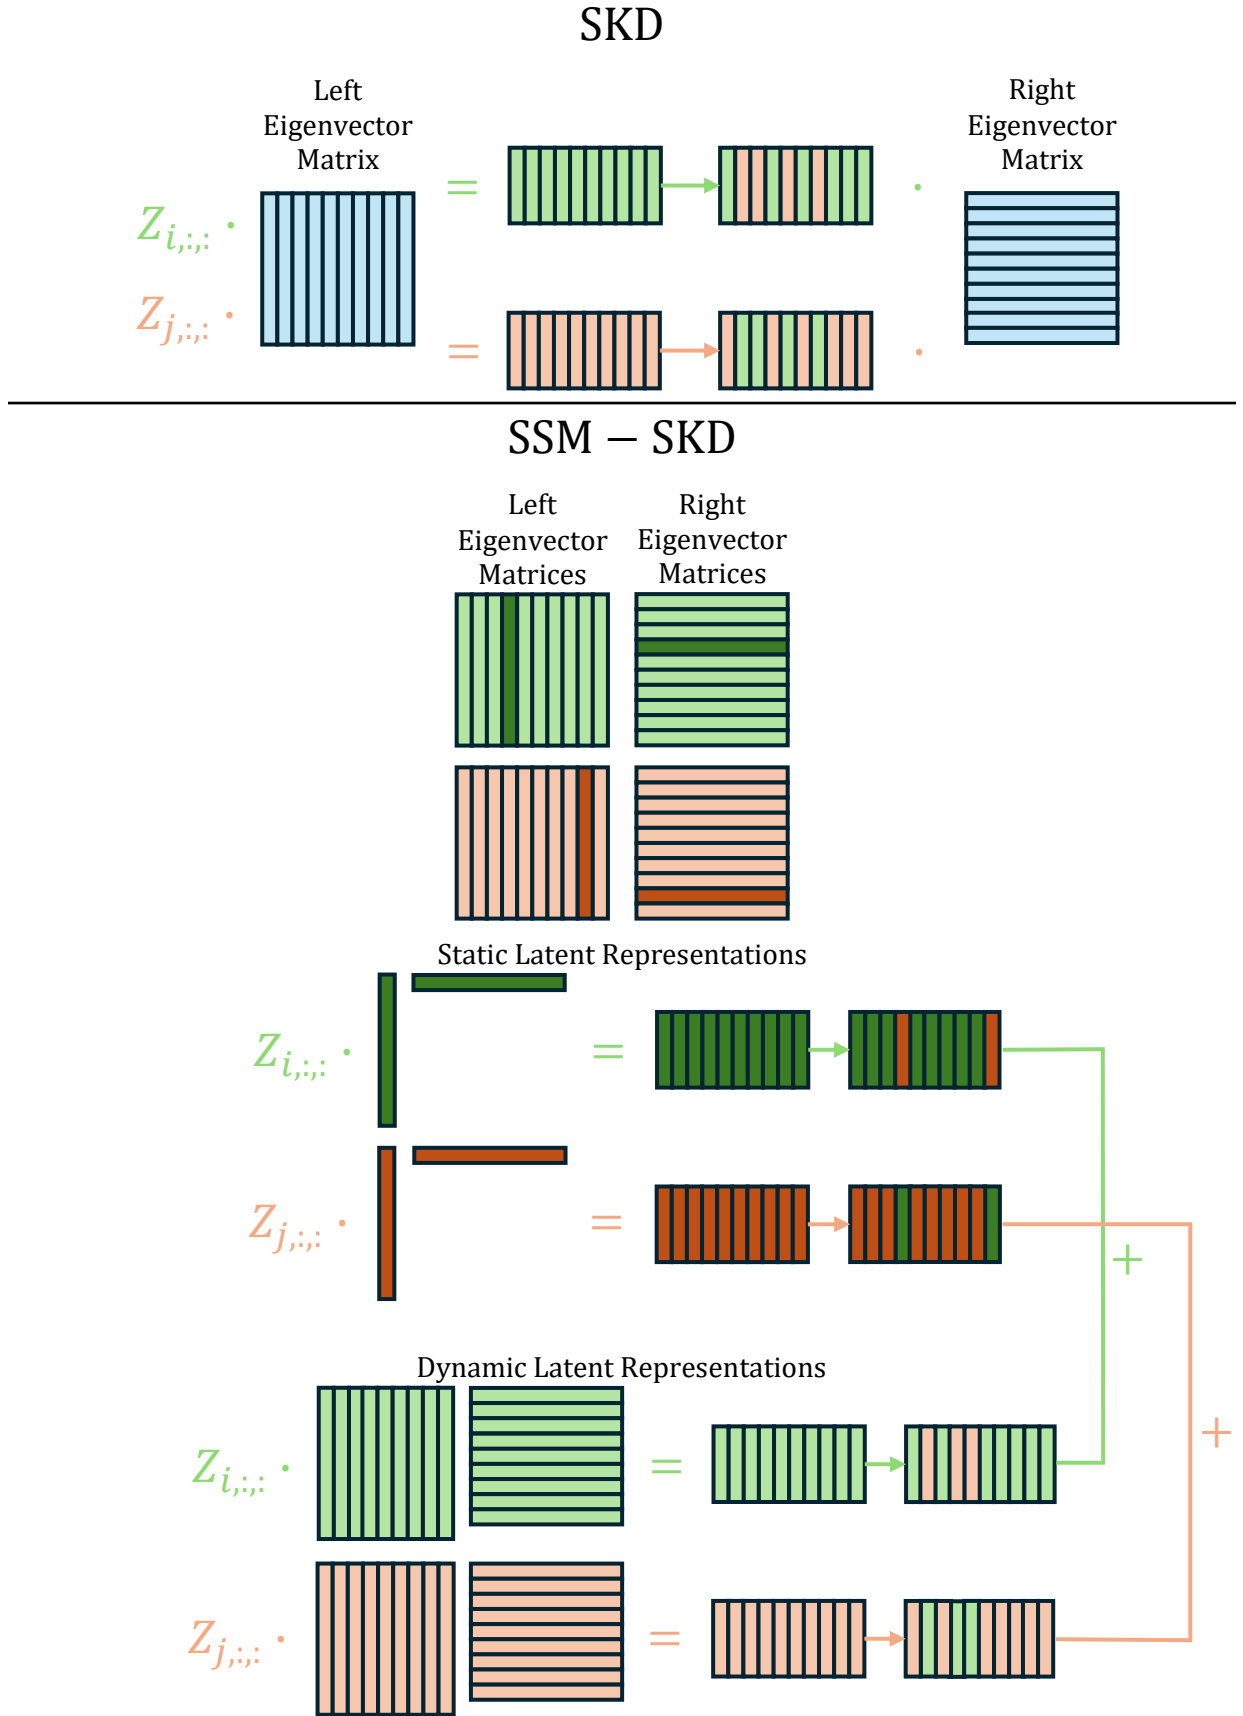 SKD
Left
Eigenvector
Matrix
Right
Eigenvector
Matrix
Z_{i,:,:} ·
=
·
Z_{j,:,:} ·
=
·
SSM – SKD
Left
Eigenvector
Matrices
Right
Eigenvector
Matrices
Static Latent Representations
Z_{i,:,:} · =
Z_{j,:,:} · =
+
Dynamic Latent Representations
+
Z_{i,:,:} · =
Z_{j,:,:} · =